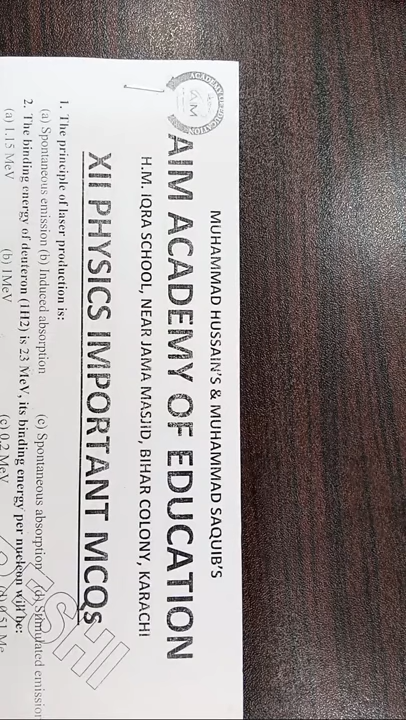 MUHAMMAD HUSSAIN'S & MUHAMMAD SAQUIB'S
AIM ACADEMY OF EDUCATION
H.M. IQRA SCHOOL, NEAR JAMA MASJID, BIHAR COLONY, KARACHI
XII PHYSICS IMPORTANT MCQs
1. The principle of laser production is:
(a) Spontaneous emission (b) Induced absorption (c) Spontaneous absorption (d) Stimulated emission
2. The binding energy of deuteron (1H2) is 23 MeV, its binding energy per nucleon will be:
(a) 1.15 MeV (b) 1MeV (c) 0.2 MeV